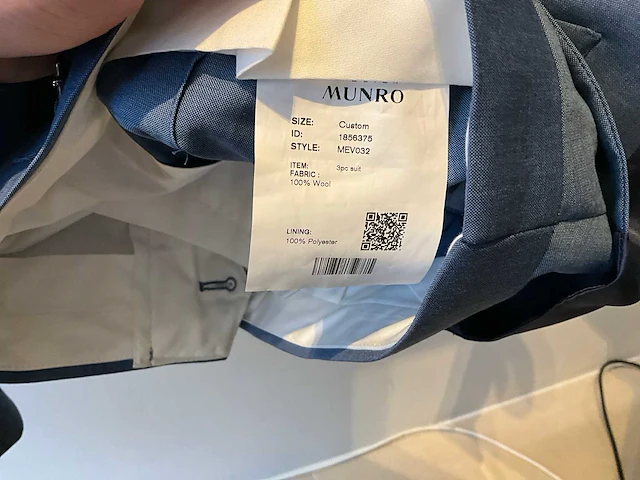 MUNRO
SIZE: Custom
ID: 1856375
STYLE: MEV032
ITEM: 3pc suit
FABRIC:
100% Wool
LINING:
100% Polyester